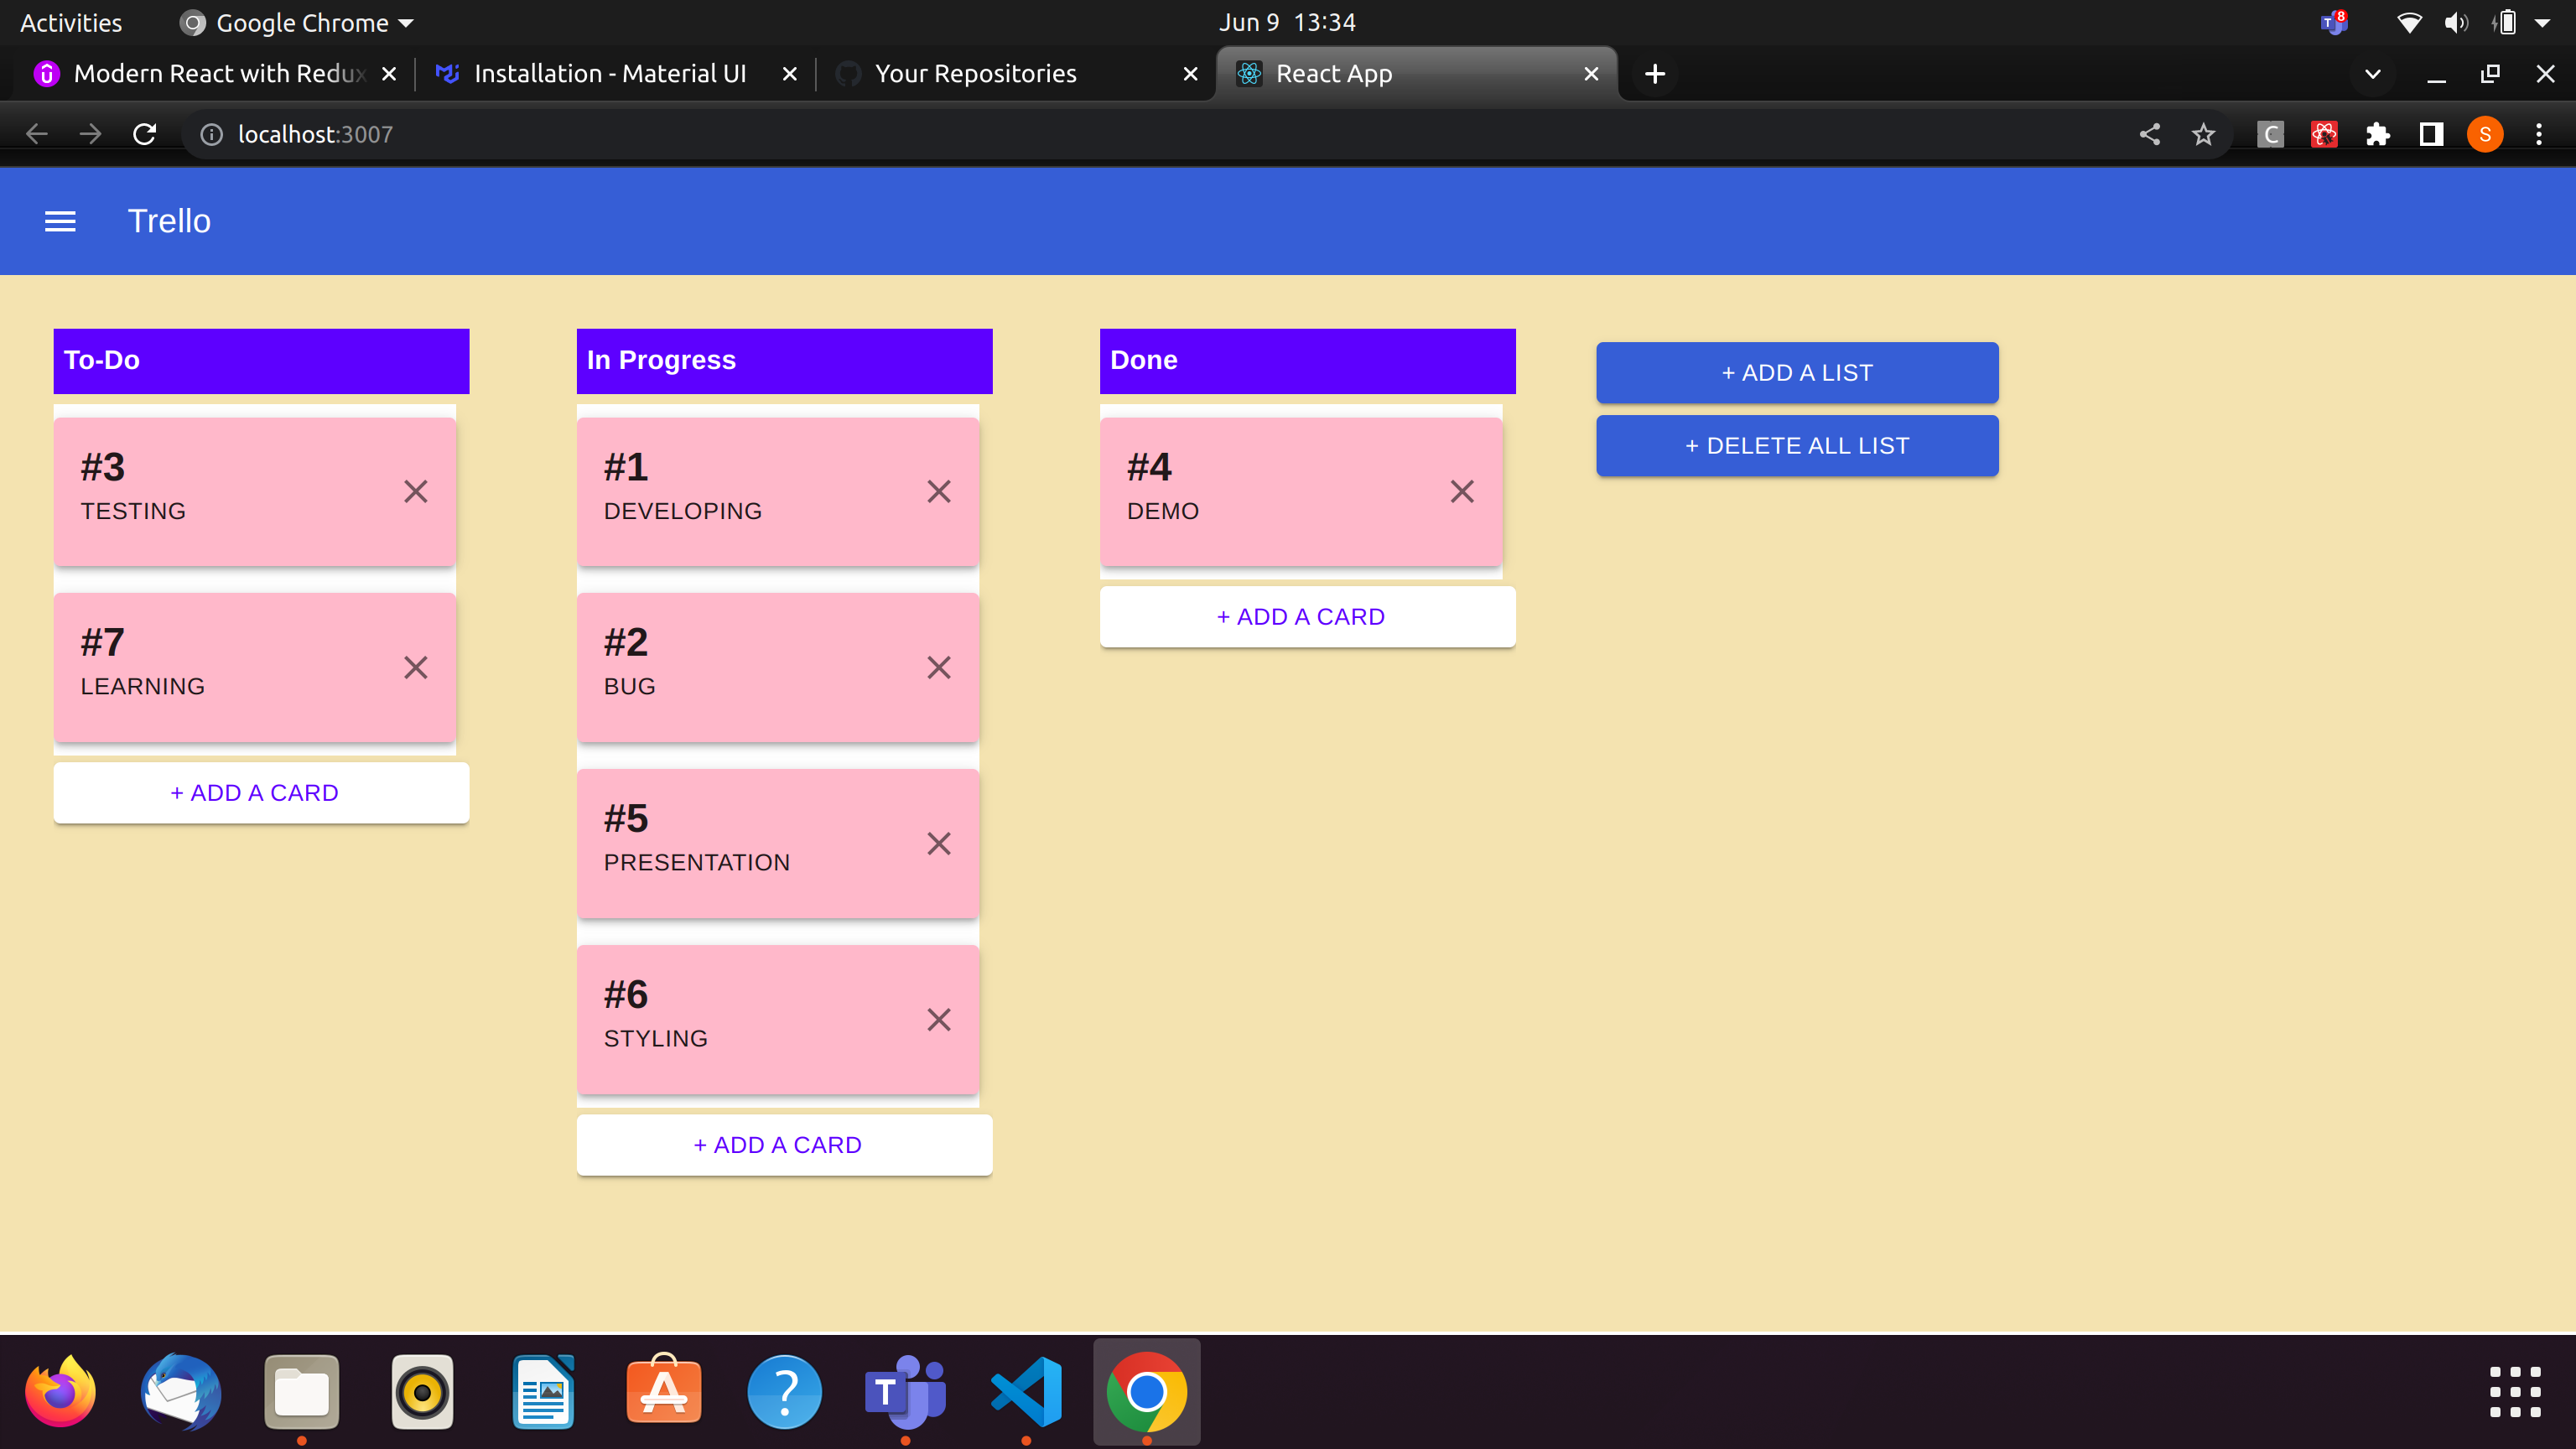 Activities
Google Chrome
Jun 9 13:34
8
Modern React with Redux
Installation - Material UI
Your Repositories
React App
localhost:3007
C
S
Trello
To-Do
In Progress
Done
+ ADD A LIST
+ DELETE ALL LIST
#3
TESTING
#7
LEARNING
+ ADD A CARD
#1
DEVELOPING
#2
BUG
#5
PRESENTATION
#6
STYLING
+ ADD A CARD
#4
DEMO
+ ADD A CARD
?
T